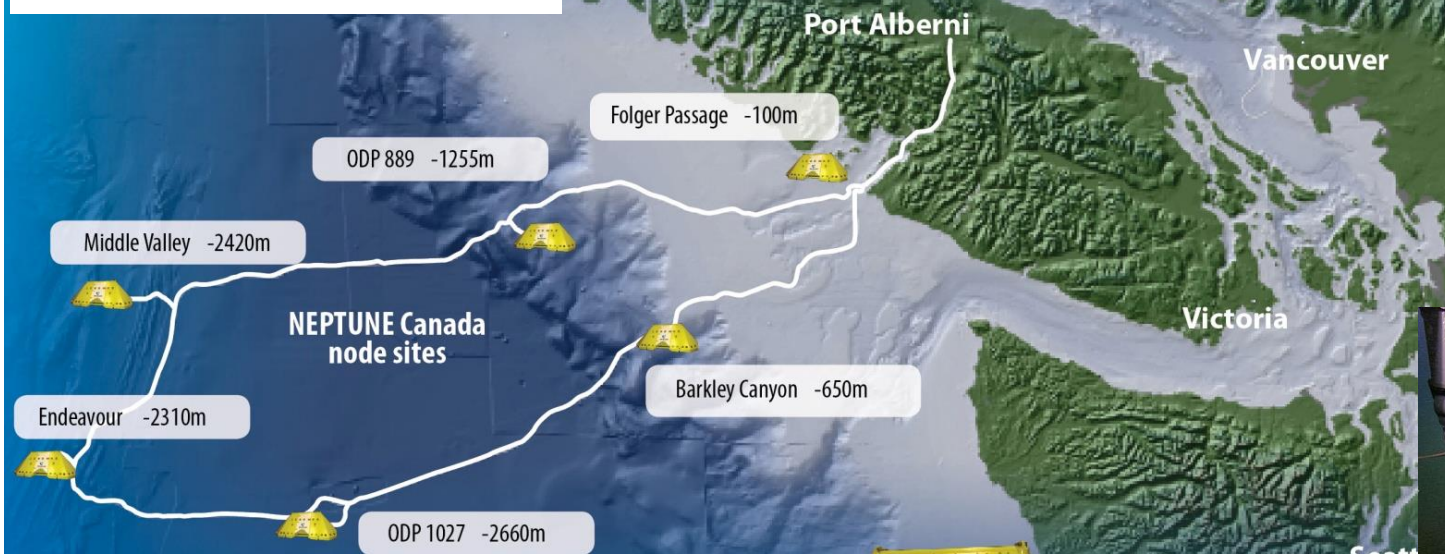 Port Alberni
Vancouver
Folger Passage -100m
ODP 889 -1255m
Middle Valley -2420m
NEPTUNE Canada
node sites
Victoria
Barkley Canyon -650m
Endeavour -2310m
ODP 1027 -2660m